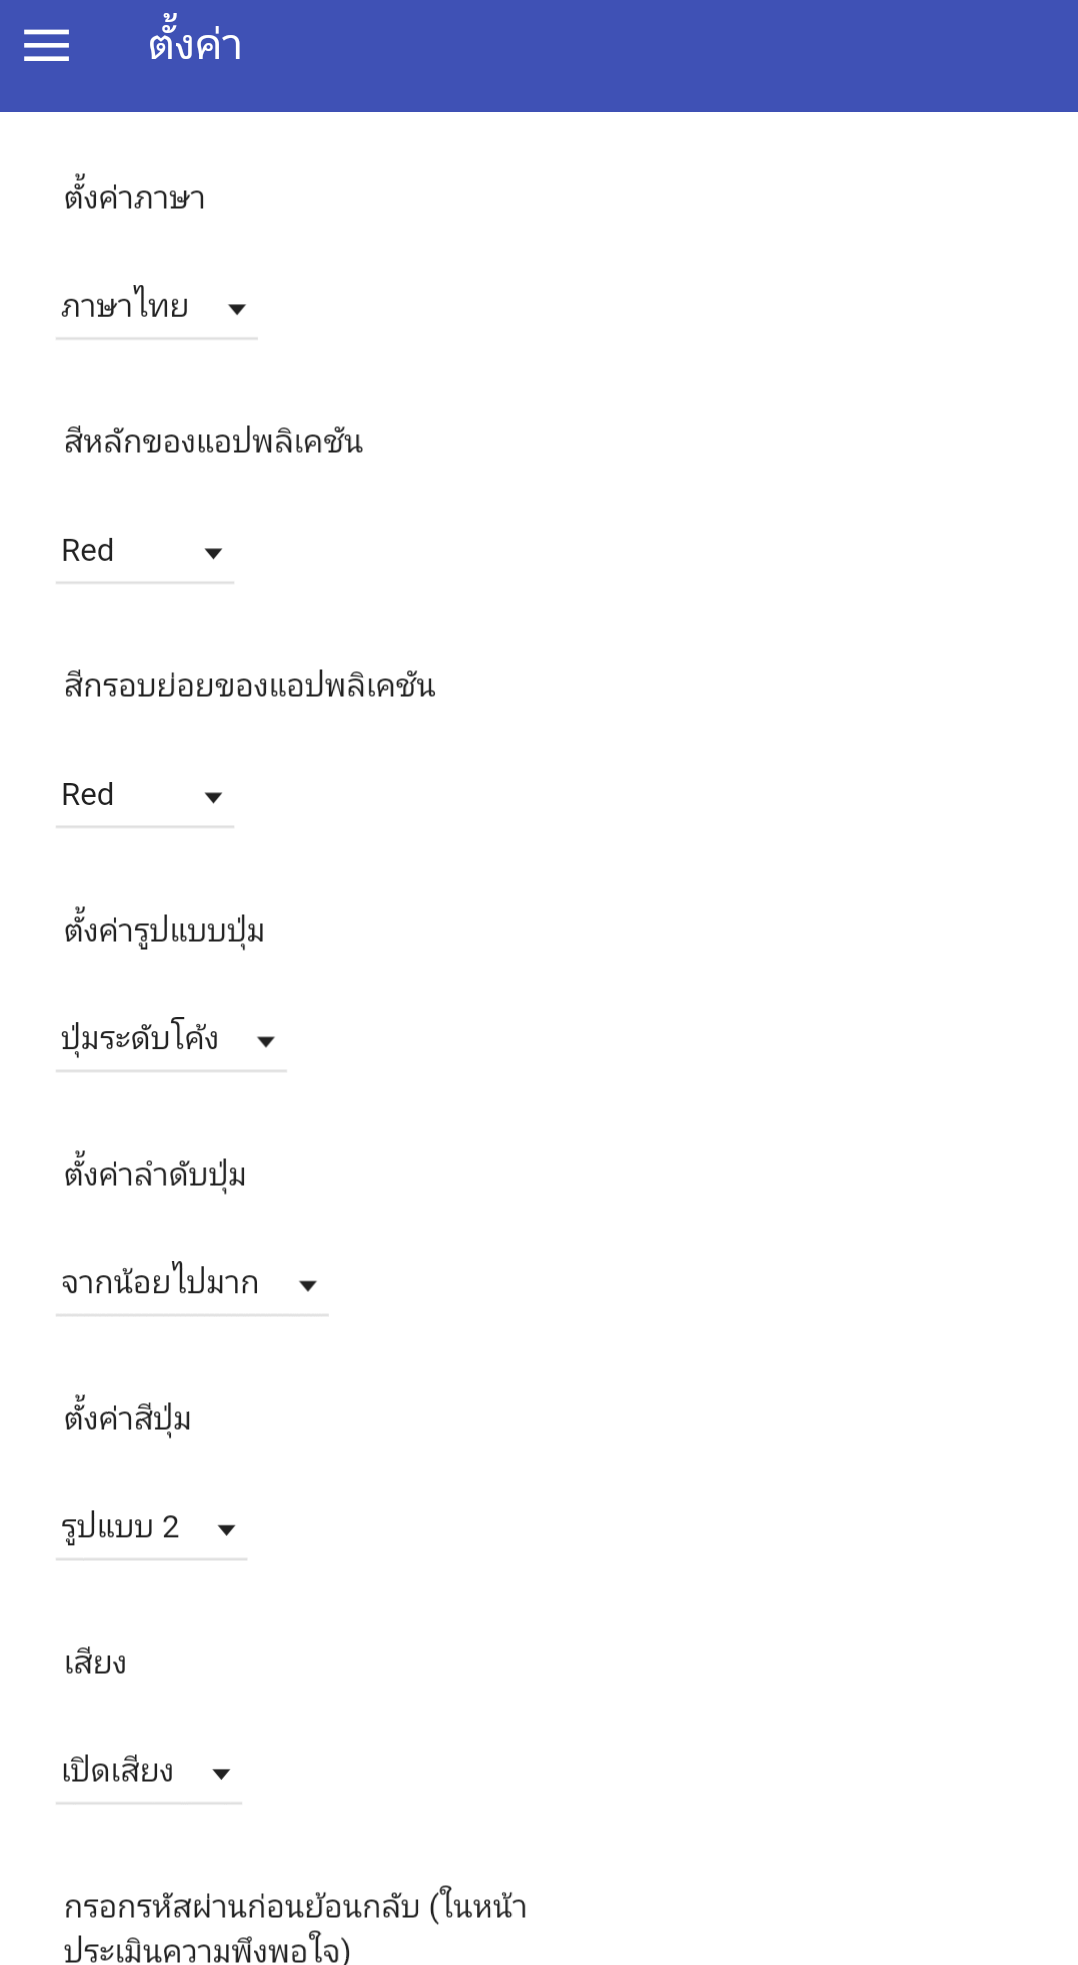 ตั้งค่า
ตั้งค่าภาษา
ภาษาไทย
สีหลักของแอปพลิเคชัน
Red
สีกรอบย่อยของแอปพลิเคชัน
Red
ตั้งค่ารูปแบบปุ่ม
ปุ่มระดับโค้ง
ตั้งค่าลำดับปุ่ม
จากน้อยไปมาก
ตั้งค่าสีปุ่ม
รูปแบบ 2
เสียง
เปิดเสียง
กรอกรหัสผ่านก่อนย้อนกลับ (ในหน้า
ประเมินความพึงพอใจ)